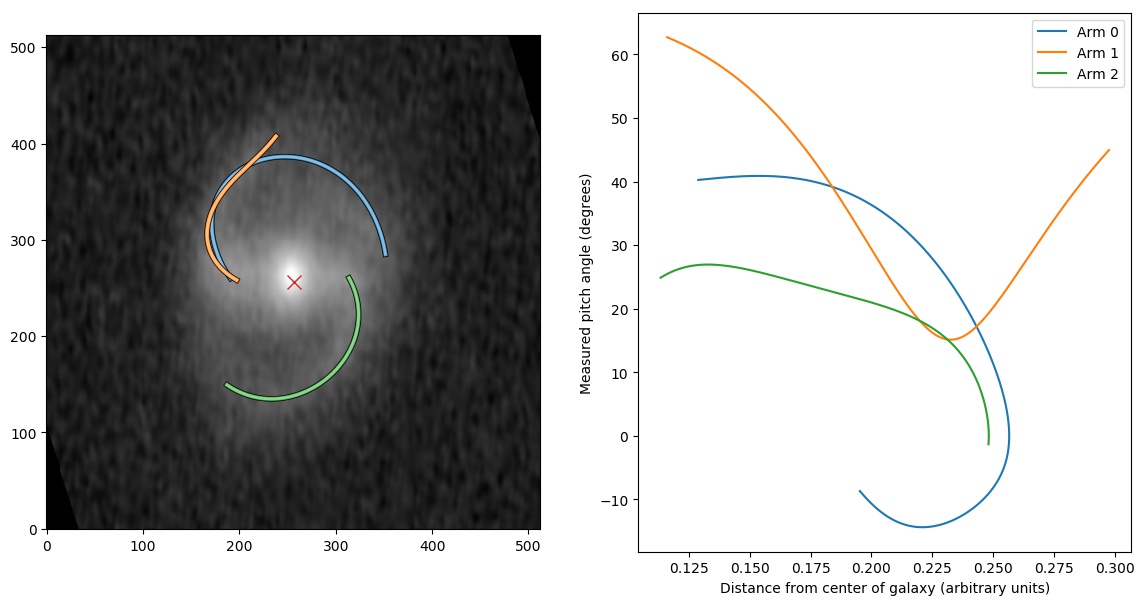 500
400
300
200
100
0
0 100 200 300 400 500
Measured pitch angle (degrees)
60
50
40
30
20
10
0
−10
Arm 0
Arm 1
Arm 2
0.125 0.150 0.175 0.200 0.225 0.250 0.275 0.300
Distance from center of galaxy (arbitrary units)